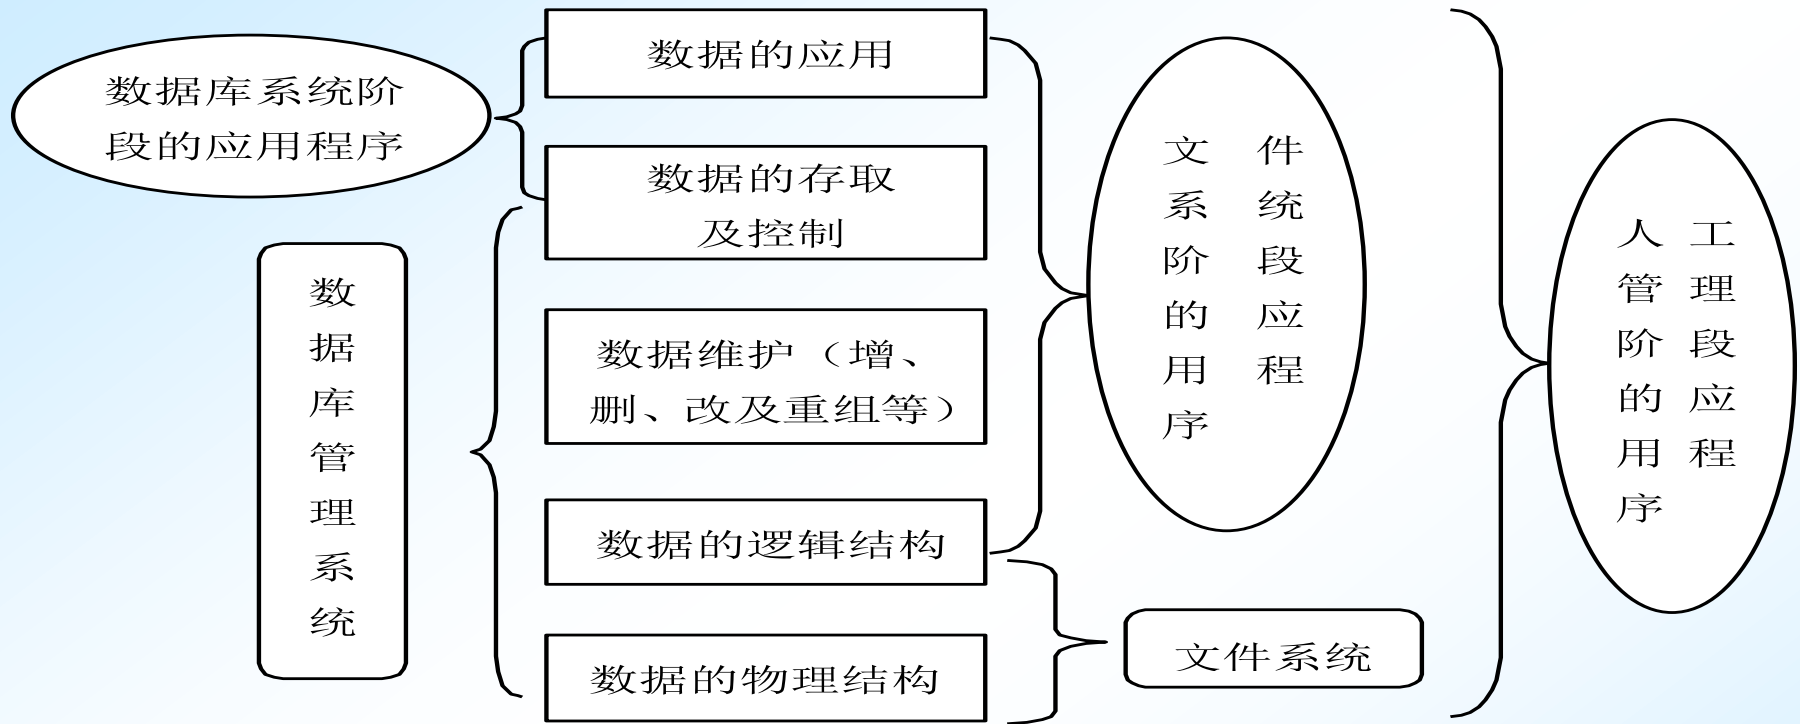 数据库系统阶
段的应用程序
数据的应用
数据的存取
及控制
数据维护（增、
删、改及重组等）
数据的逻辑结构
数据的物理结构
数
据
库
管
理
系
统
文 件
系 统
阶 段
的 应
用 程
序
文件系统
人 工
管 理
阶 段
的 应
用 程
序